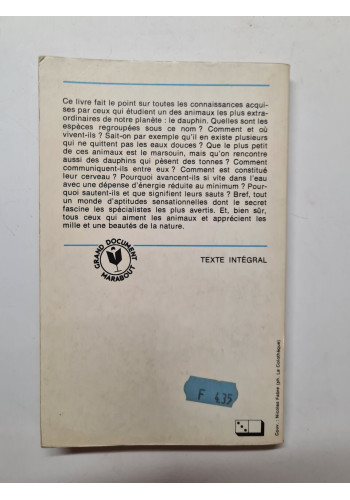 Ce livre fait le point sur toutes les connaissances acqui-
ses par ceux qui étudient un des animaux les plus extra-
ordinaires de notre planète : le dauphin. Quelles sont les
espèces regroupées sous ce nom ? Comment et où
vivent-ils ? Sait-on par exemple qu'il en existe plusieurs
qui ne quittent pas les eaux douces ? Que le plus petit
de ces animaux est le marsouin, mais qu'on rencontre
aussi des dauphins qui pèsent des tonnes ? Comment
communiquent-ils entre eux ? Comment est constitué
leur cerveau ? Pourquoi avancent-ils si vite dans l'eau
avec une dépense d'énergie réduite au minimum ? Pour-
quoi sautent-ils et que signifient leurs sauts ? Bref, tout
un monde d'aptitudes sensationnelles dont le secret
fascine les spécialistes les plus avertis. Et, bien sûr,
tous ceux qui aiment les animaux et apprécient les
mille et une beautés de la nature.
GRAND DOCUMENT
MARABOUT
TEXTE INTÉGRAL
F 435